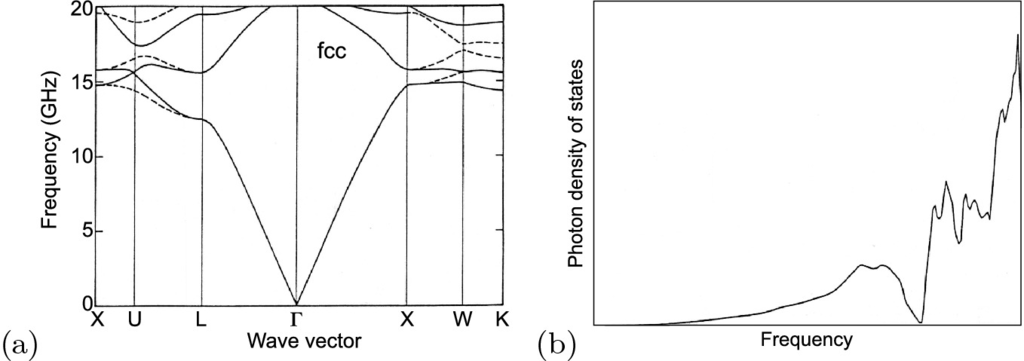 20
15
10
5
0
Frequency (GHz)
fcc
X U L Γ X W K
Wave vector
(a)
Photon density of states
Frequency
(b)